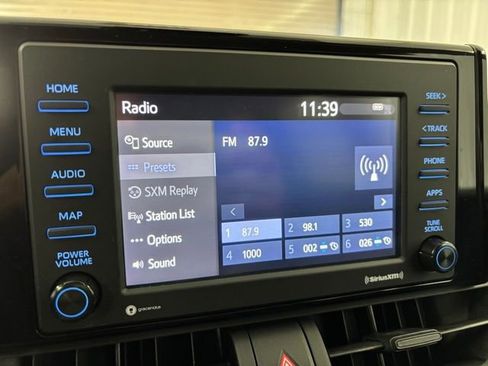 HOME
MENU
AUDIO
MAP
POWER
VOLUME
Radio
11:39
Source
Presets
SXM Replay
Station List
Options
Sound
FM 87.9
1 87.9
2 98.1
3 530
4 1000
5 002
6 026
SEEK >
< TRACK
PHONE
APPS
TUNE
SCROLL
gracenote
((SiriusXM))